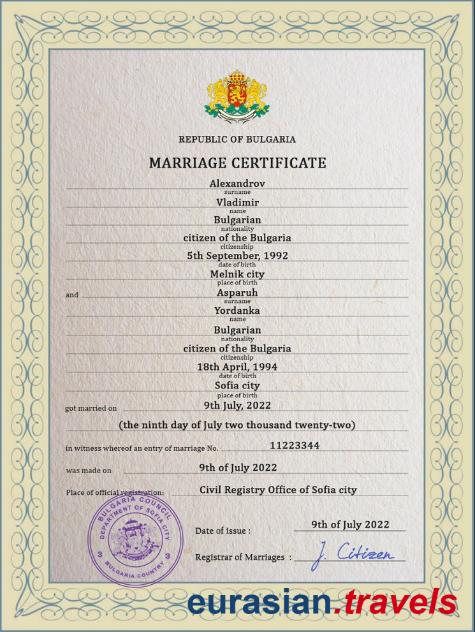 REPUBLIC OF BULGARIA
MARRIAGE CERTIFICATE
Alexandrov
surname
Vladimir
name
Bulgarian
nationality
citizen of the Bulgaria
citizenship
5th September, 1992
date of birth
Melnik city
place of birth
and Asparuh
surname
Yordanka
name
Bulgarian
nationality
citizen of the Bulgaria
citizenship
18th April, 1994
date of birth
Sofia city
place of birth
got married on 9th July, 2022
(the ninth day of July two thousand twenty-two)
in witness whereof an entry of marriage No. 11223344
was made on 9th of July 2022
Place of official registration: Civil Registry Office of Sofia city
BULGARIA COUNCIL
DEPARTMENT OF SOFIA CITY
3 3
BULGARIA COUNTRY
Date of issue : 9th of July 2022
Registrar of Marriages : J. Citizen
eurasian.travels